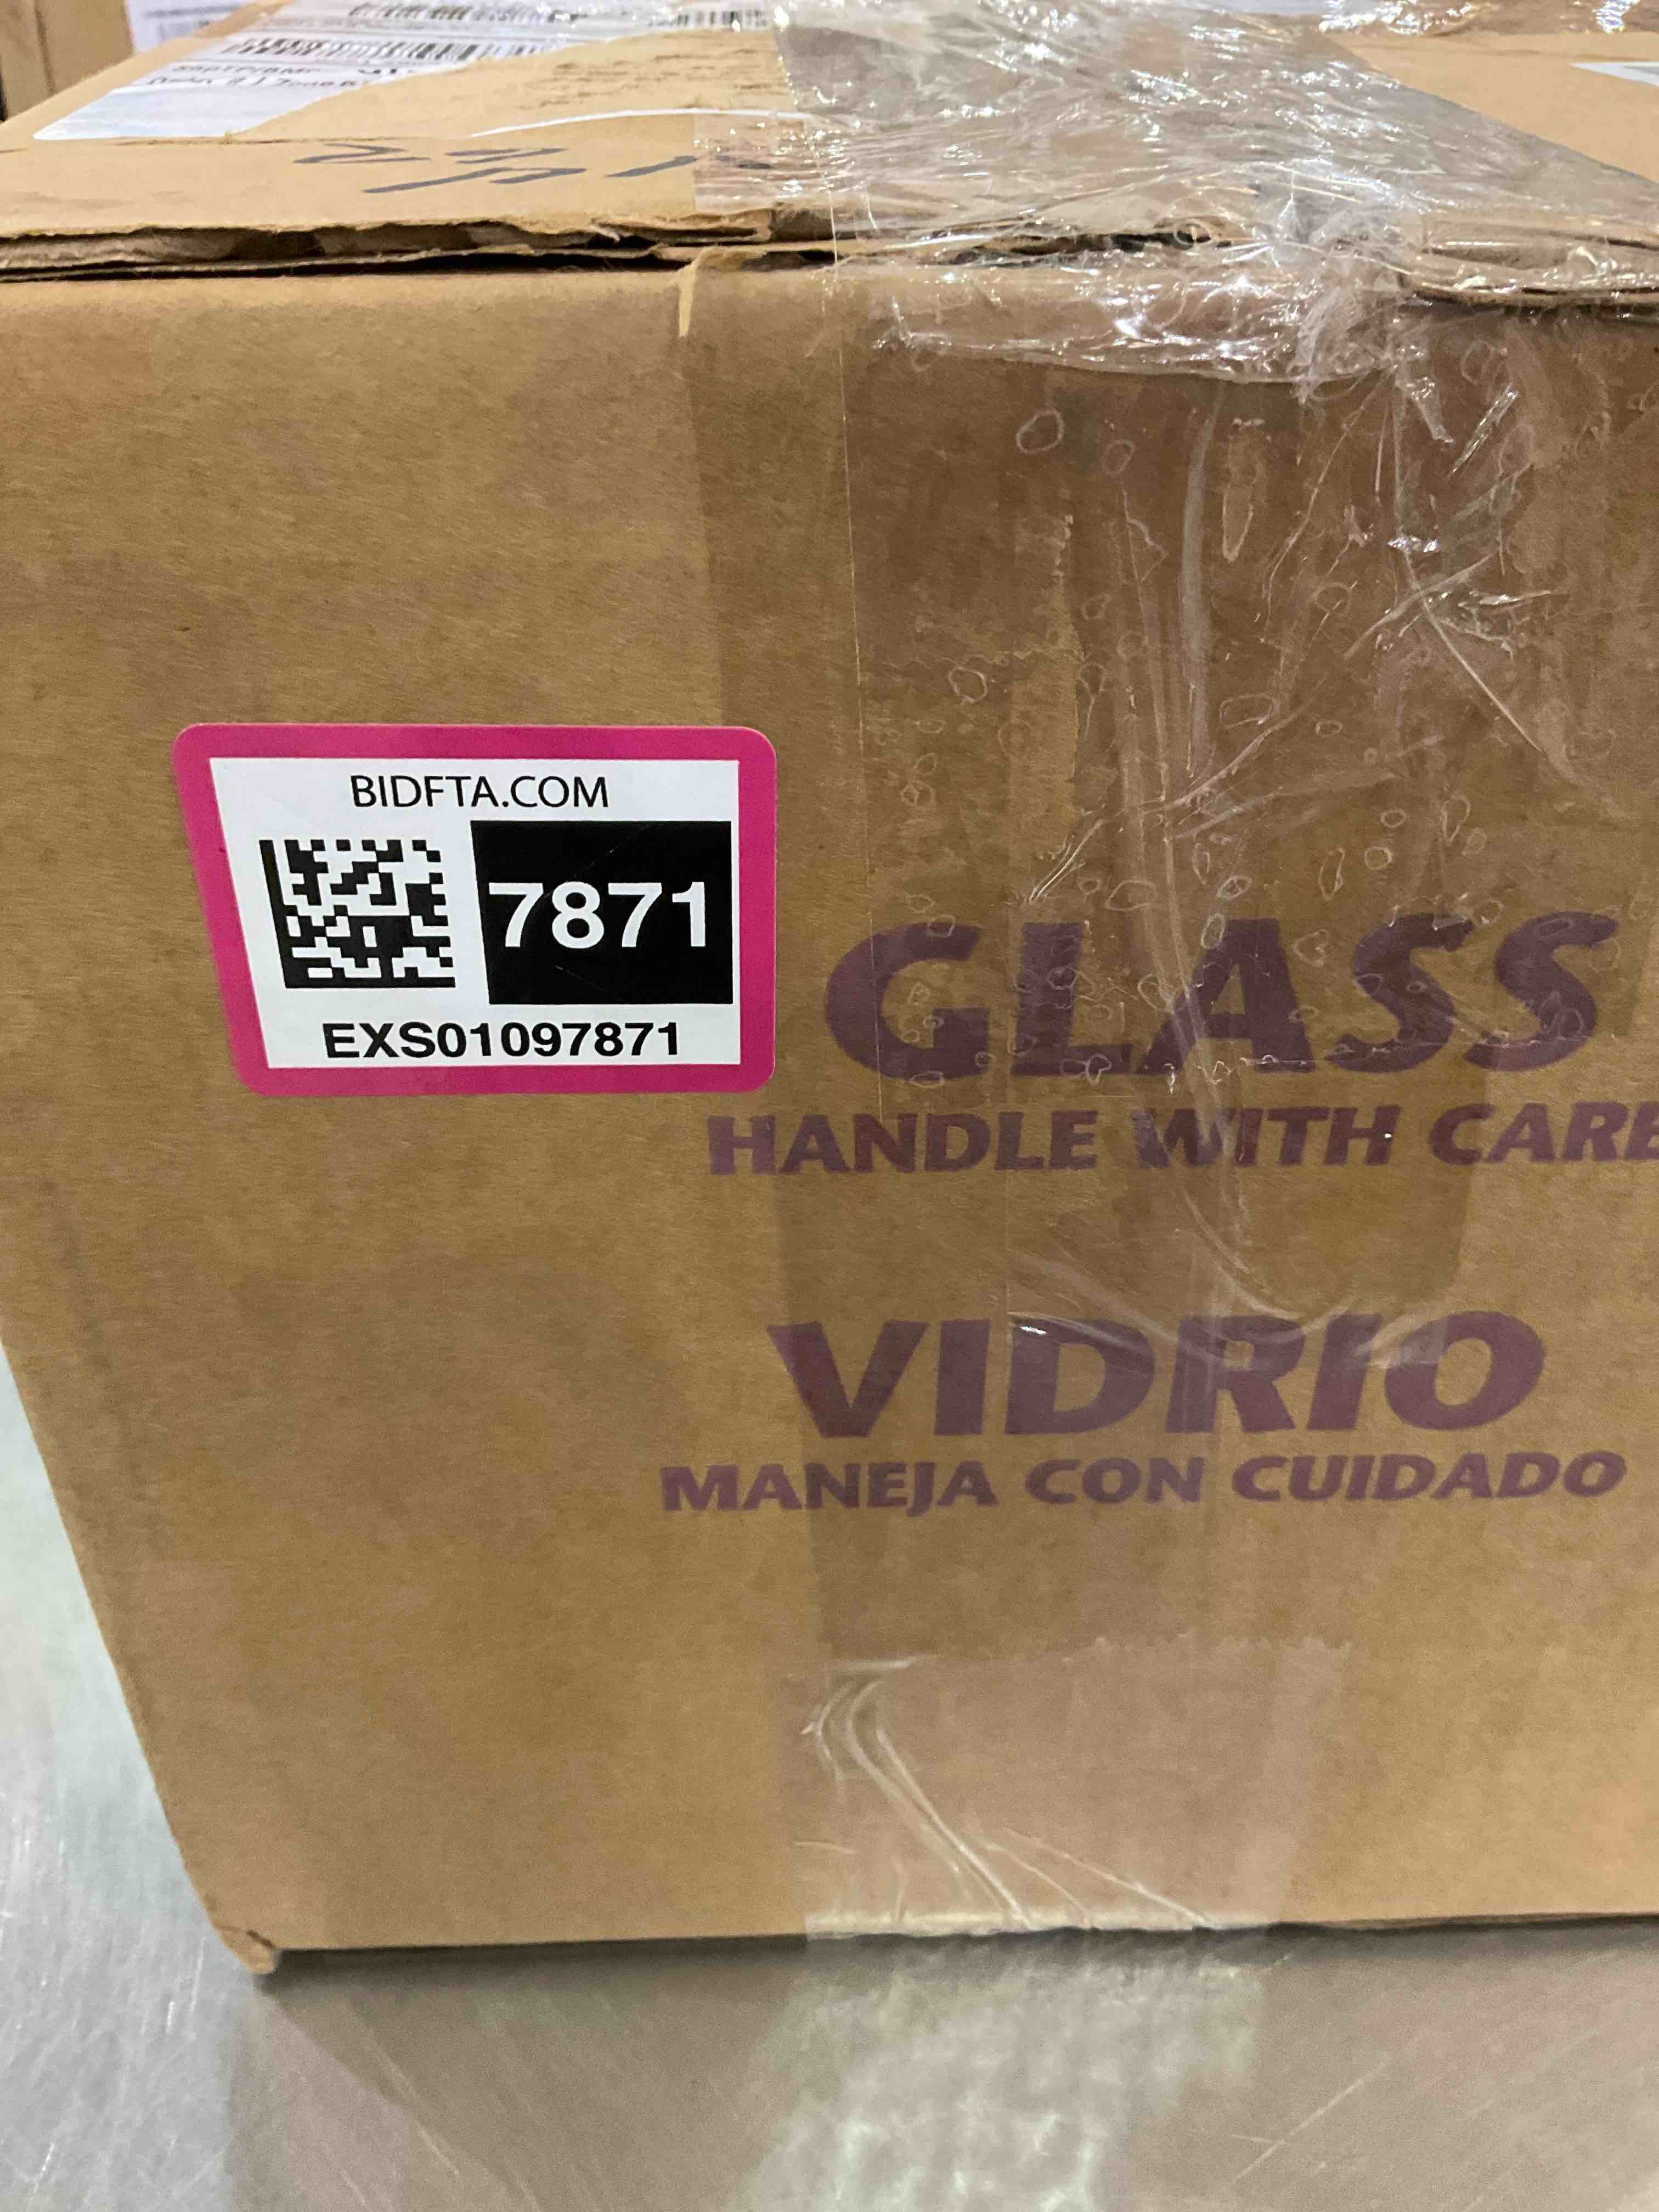 BIDFTA.COM
7871
EXS01097871
GLASS
HANDLE WITH CARE
VIDRIO
MANEJA CON CUIDADO